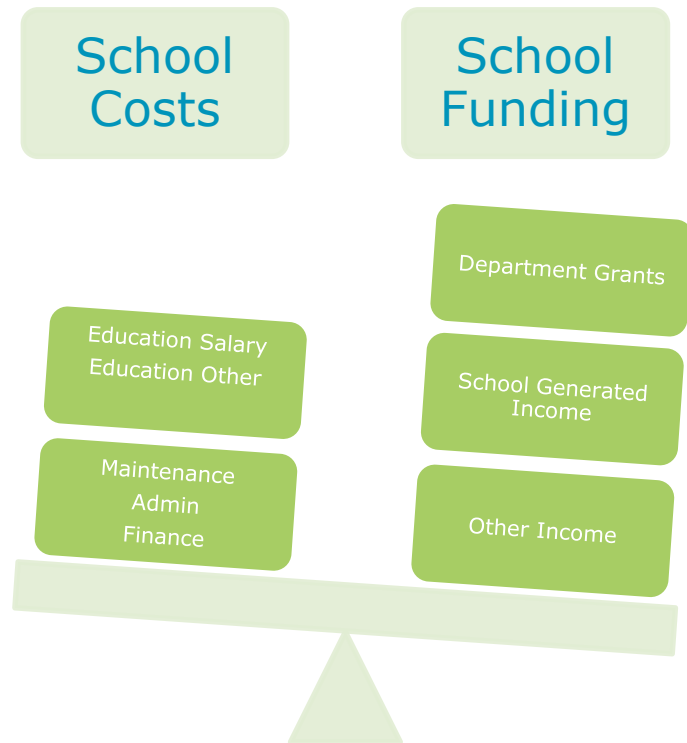 School
Costs
School
Funding
Education Salary
Education Other
Maintenance
Admin
Finance
Department Grants
School Generated
Income
Other Income